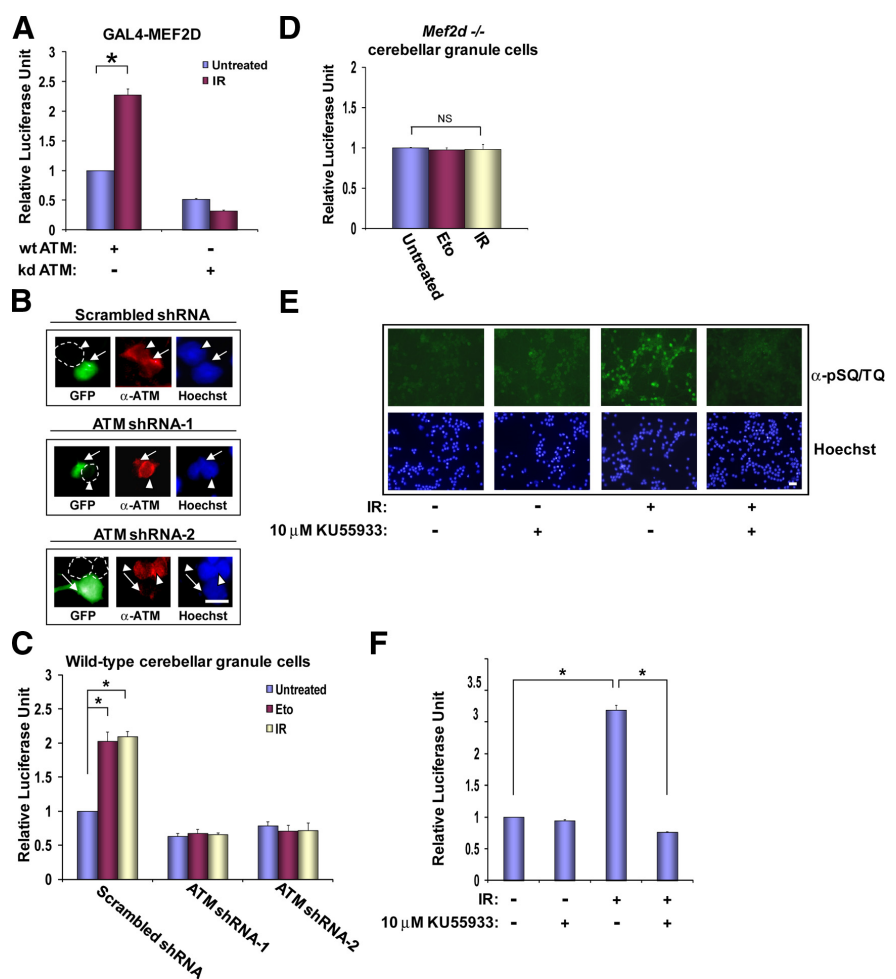 A
GAL4-MEF2D
Relative Luciferase Unit
3
2.5
2
1.5
1
0.5
0
*
Untreated
IR
wt ATM: + -
kd ATM: - +
B
Scrambled shRNA
GFP α-ATM Hoechst
ATM shRNA-1
GFP α-ATM Hoechst
ATM shRNA-2
GFP α-ATM Hoechst
C
Wild-type cerebellar granule cells
Relative Luciferase Unit
3
2.5
2
1.5
1
0.5
0
*
*
Untreated
Eto
IR
Scrambled shRNA
ATM shRNA-1
ATM shRNA-2
D
Mef2d -/-
cerebellar granule cells
Relative Luciferase Unit
2
1.5
1
0.5
0
NS
Untreated
Eto
IR
E
α-pSQ/TQ
Hoechst
IR: - - + +
10 μM KU55933: - + - +
F
Relative Luciferase Unit
3.5
3
1.5
1
0.5
0
* *
IR: - - + +
10 μM KU55933: - + - +